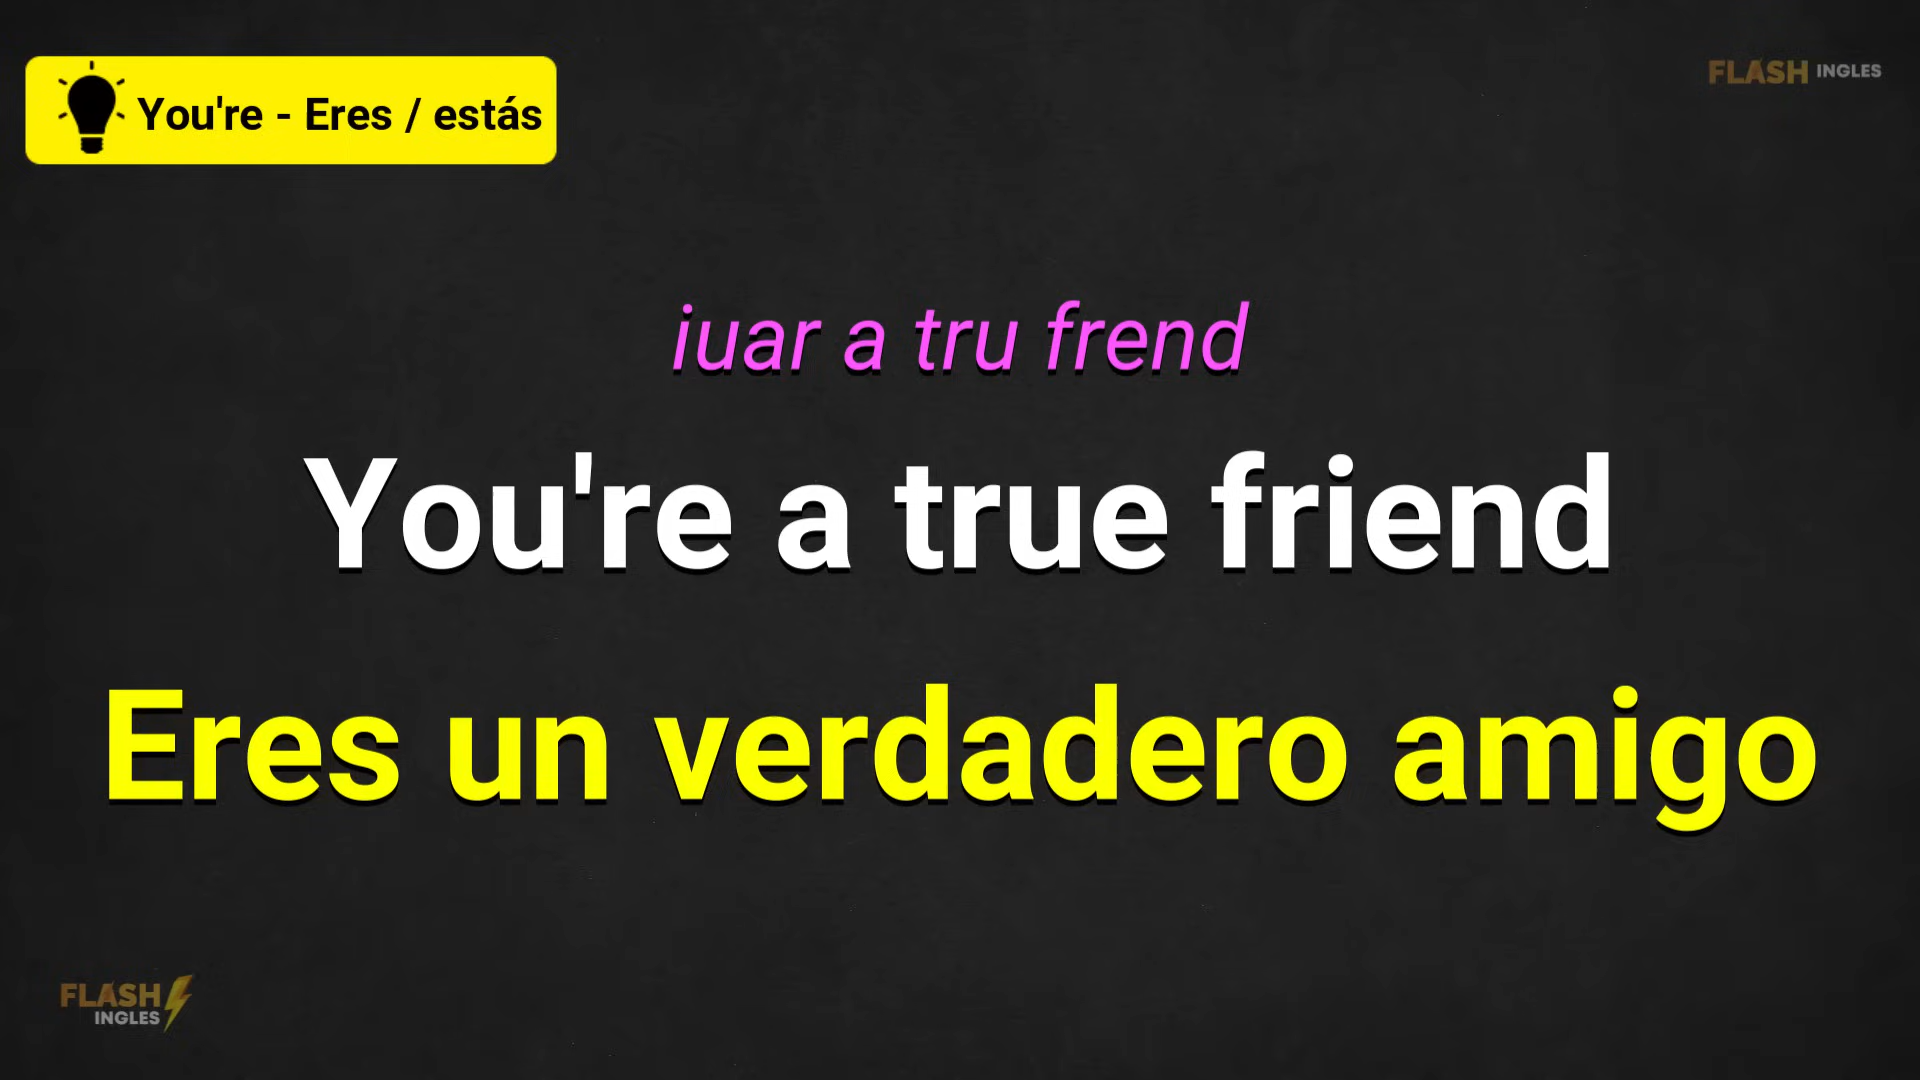 FLASH INGLES
You're - Eres / estás
iuar a tru frend
You're a true friend
Eres un verdadero amigo
FLASH
INGLES